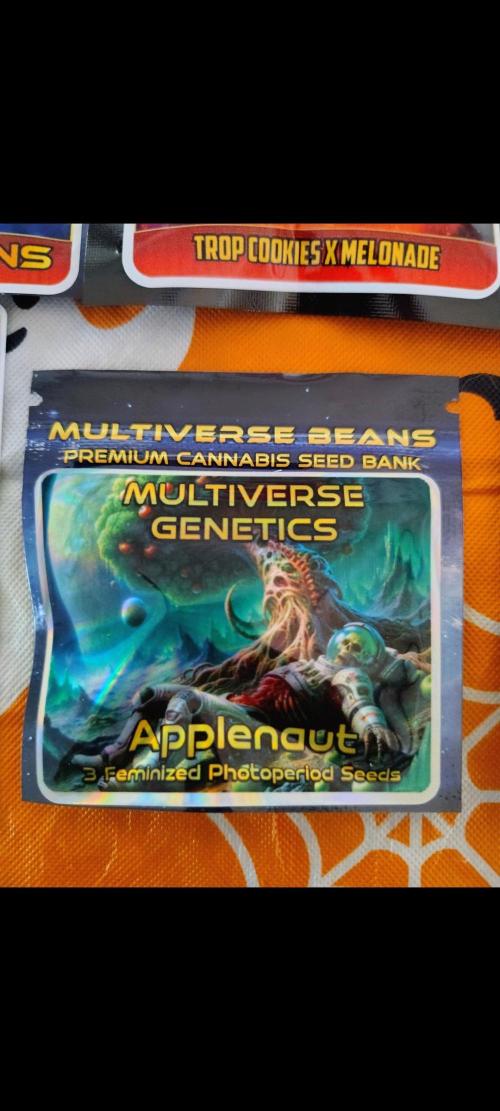 NS
TROP COOKIES X MELONADE
MULTIVERSE BEANS
PREMIUM CANNABIS SEED BANK
MULTIVERSE
GENETICS
Applenaut
3 Feminized Photoperiod Seeds